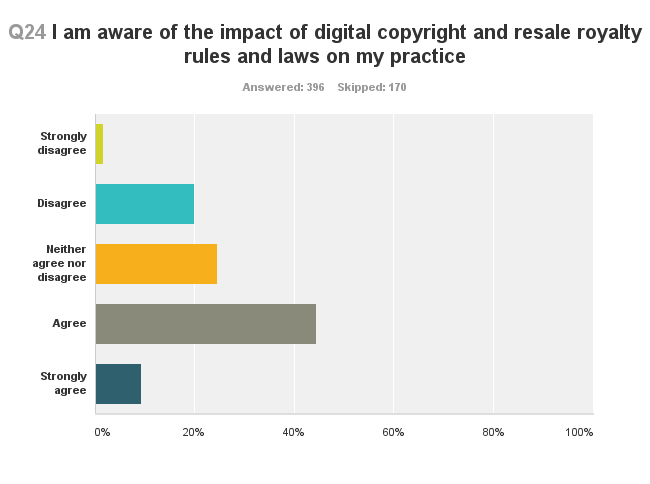 Q24 I am aware of the impact of digital copyright and resale royalty
rules and laws on my practice
Answered: 396 Skipped: 170
Strongly
disagree
Disagree
Neither
agree nor
disagree
Agree
Strongly
agree
0% 20% 40% 60% 80% 100%